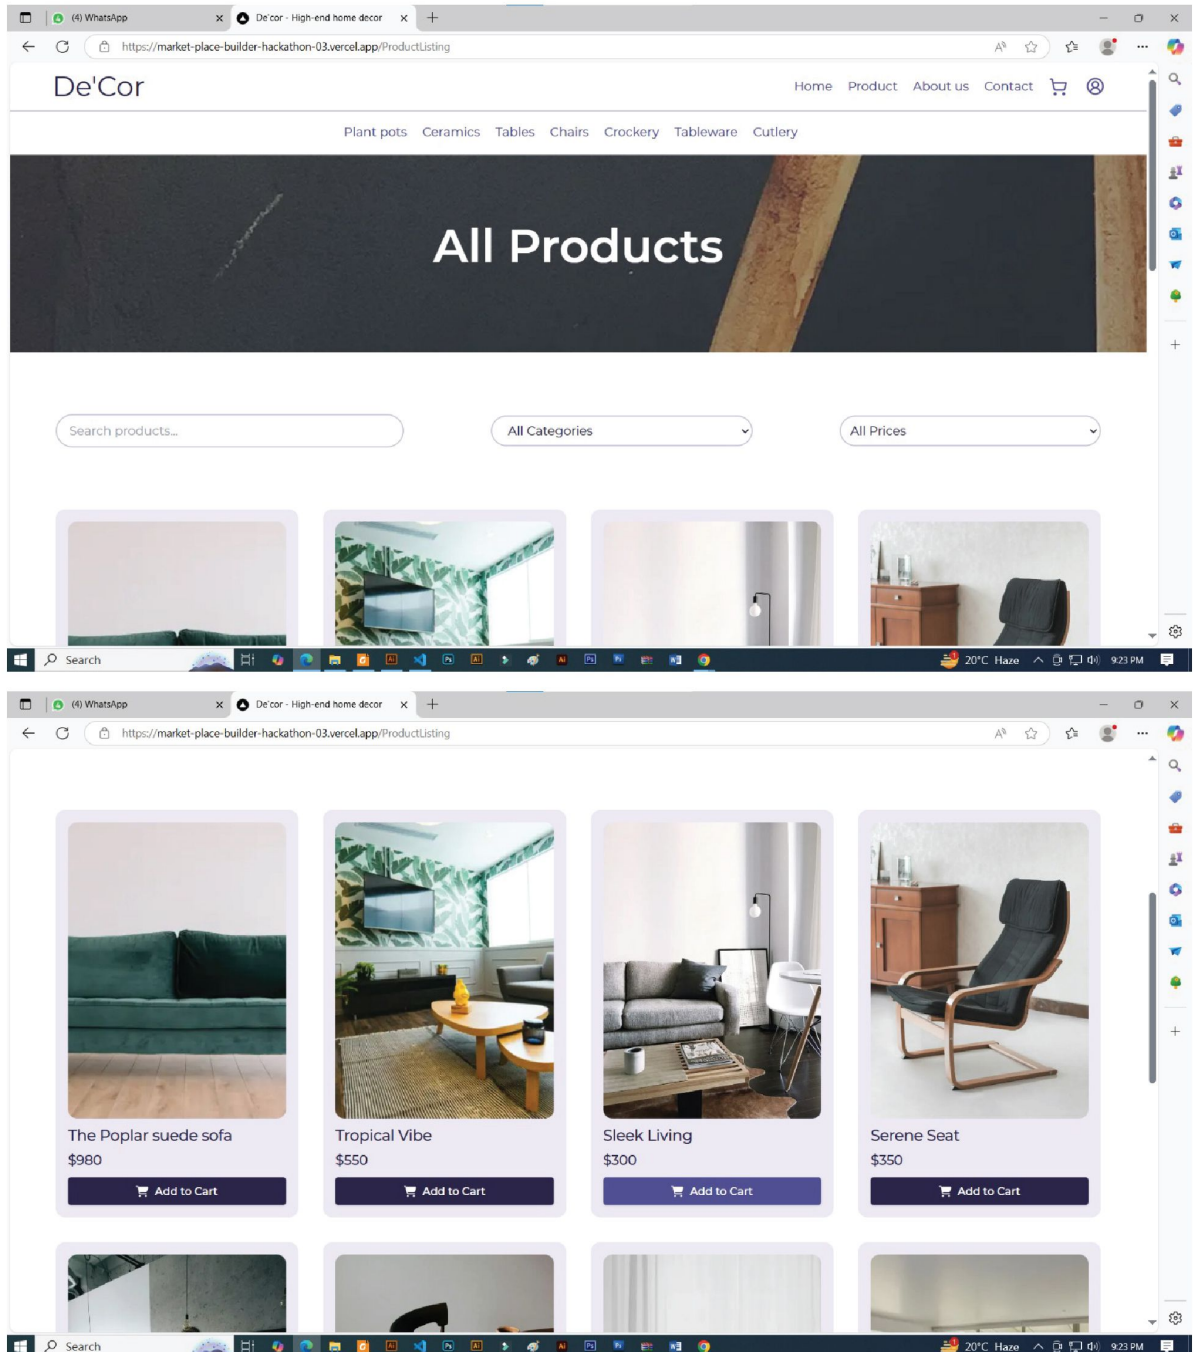 (4) WhatsApp
De'cor - High-end home decor
https://market-place-builder-hackathon-03.vercel.app/ProductListing
De'Cor
Home Product About us Contact
Plant pots Ceramics Tables Chairs Crockery Tableware Cutlery
All Products
Search products...
All Categories
All Prices
Search
20°C Haze
9:23 PM
(4) WhatsApp
De'cor - High-end home decor
https://market-place-builder-hackathon-03.vercel.app/ProductListing
The Poplar suede sofa
$980
Add to Cart
Tropical Vibe
$550
Add to Cart
Sleek Living
$300
Add to Cart
Serene Seat
$350
Add to Cart
Search
20°C Haze
9:23 PM